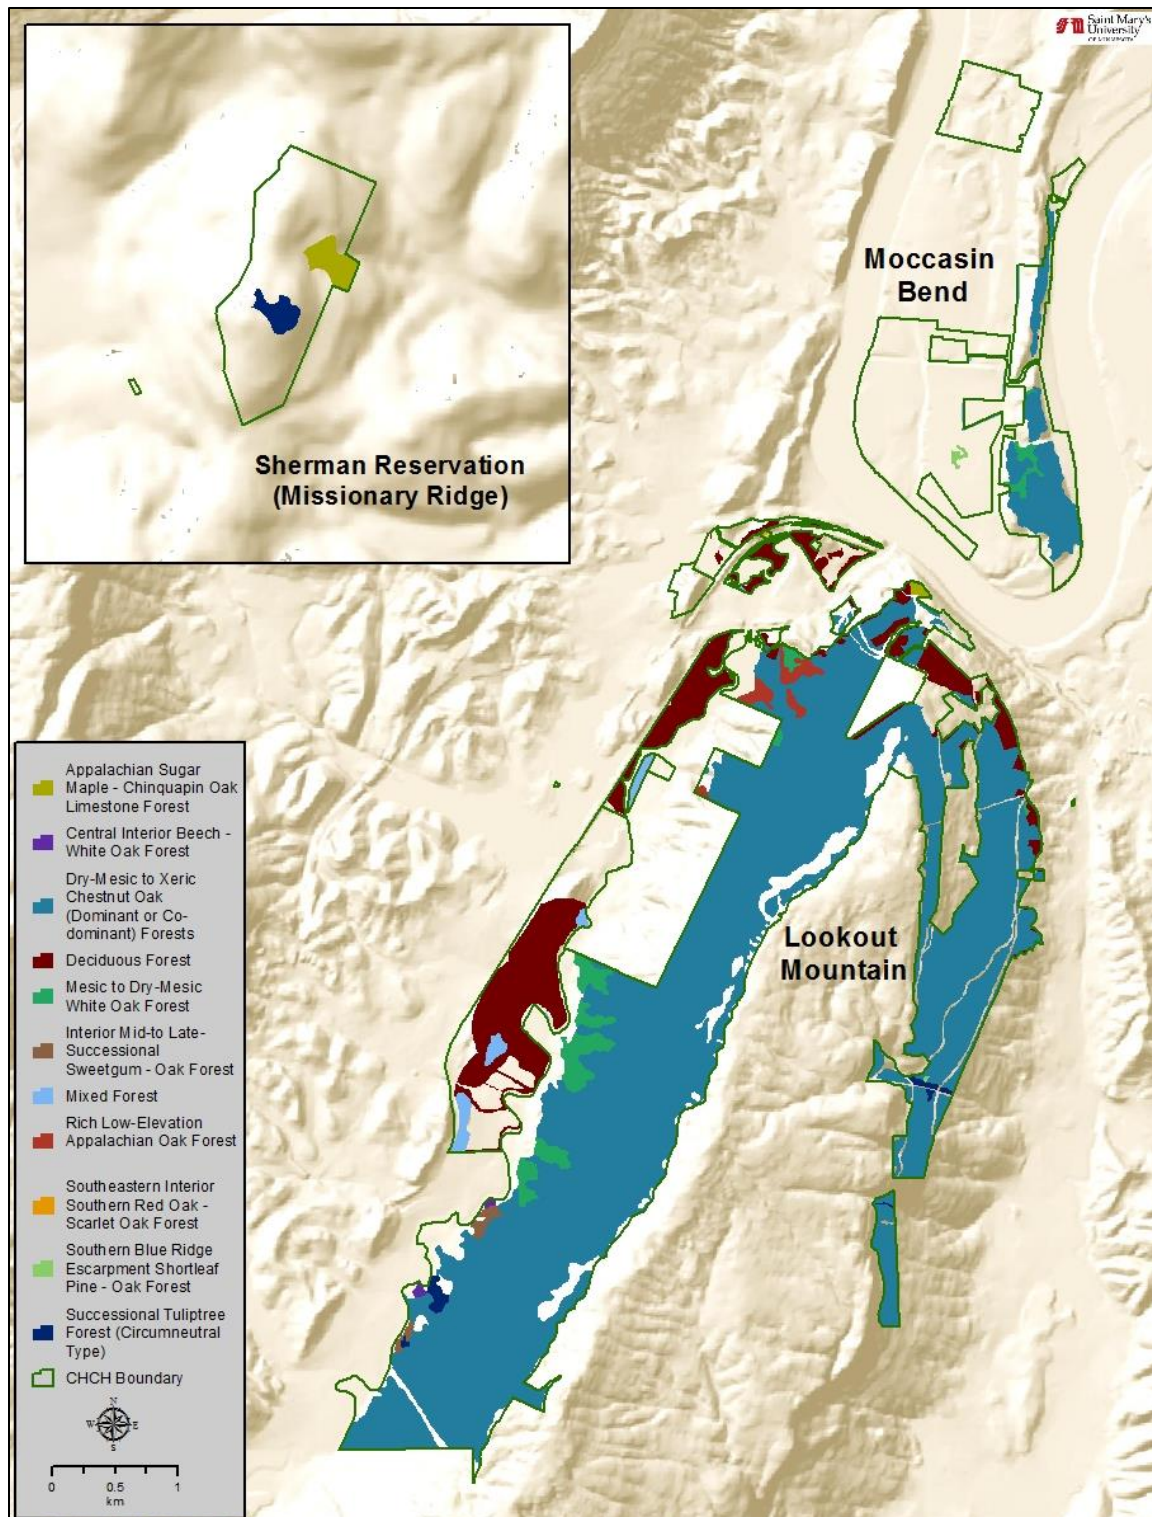 Saint Mary's
University
OF MINNESOTA
Moccasin
Bend
Sherman Reservation
(Missionary Ridge)
Lookout
Mountain
Appalachian Sugar
Maple - Chinquapin Oak
Limestone Forest
Central Interior Beech -
White Oak Forest
Dry-Mesic to Xeric
Chestnut Oak
(Dominant or Co-
dominant) Forests
Deciduous Forest
Mesic to Dry-Mesic
White Oak Forest
Interior Mid-to Late-
Successional
Sweetgum - Oak Forest
Mixed Forest
Rich Low-Elevation
Appalachian Oak Forest
Southeastern Interior
Southern Red Oak -
Scarlet Oak Forest
Southern Blue Ridge
Escarpment Shortleaf
Pine - Oak Forest
Successional Tuliptree
Forest (Circumneutral
Type)
CHCH Boundary
N
W E
S
0 0.5 1
km